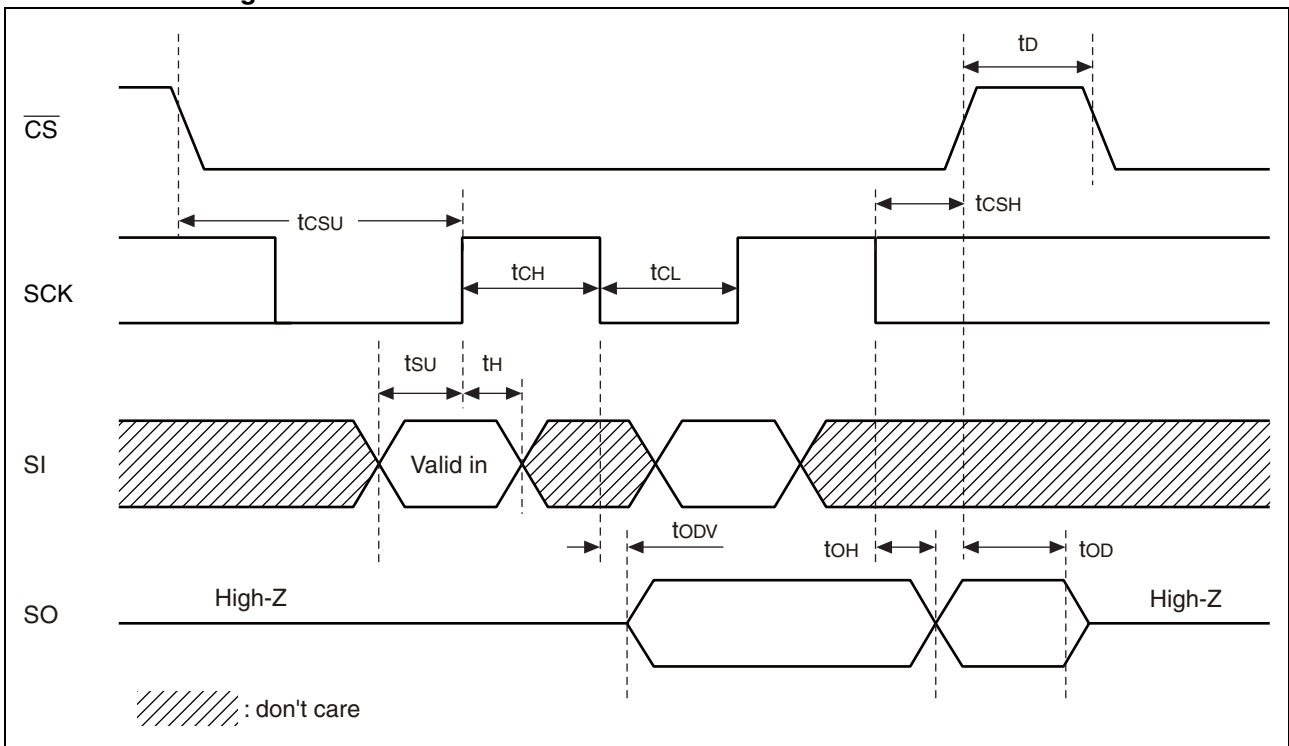 tD
CS
tCSU
tCSH
SCK
tCH
tCL
tSU
tH
SI
Valid in
tODV
tOH
tOD
SO
High-Z
High-Z
: don't care